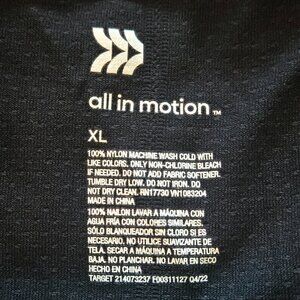 all in motion™
XL
100% NYLON MACHINE WASH COLD WITH
LIKE COLORS. ONLY NON-CHLORINE BLEACH
IF NEEDED. DO NOT ADD FABRIC SOFTENER.
TUMBLE DRY LOW. DO NOT IRON. DO
NOT DRY CLEAN. RN17730 VN1083204
MADE IN CHINA
100% NAILON LAVAR A MÁQUINA CON
AGUA FRÍA CON COLORES SIMILARES.
SÓLO BLANQUEADOR SIN CLORO SI ES
NECESARIO. NO UTILICE SUAVIZANTE DE
TELA. SECAR A MÁQUINA A TEMPERATURA
BAJA. NO PLANCHAR. NO LAVAR EN SECO
HECHO EN CHINA
TARGET 214073237 F00311127 Q4/22